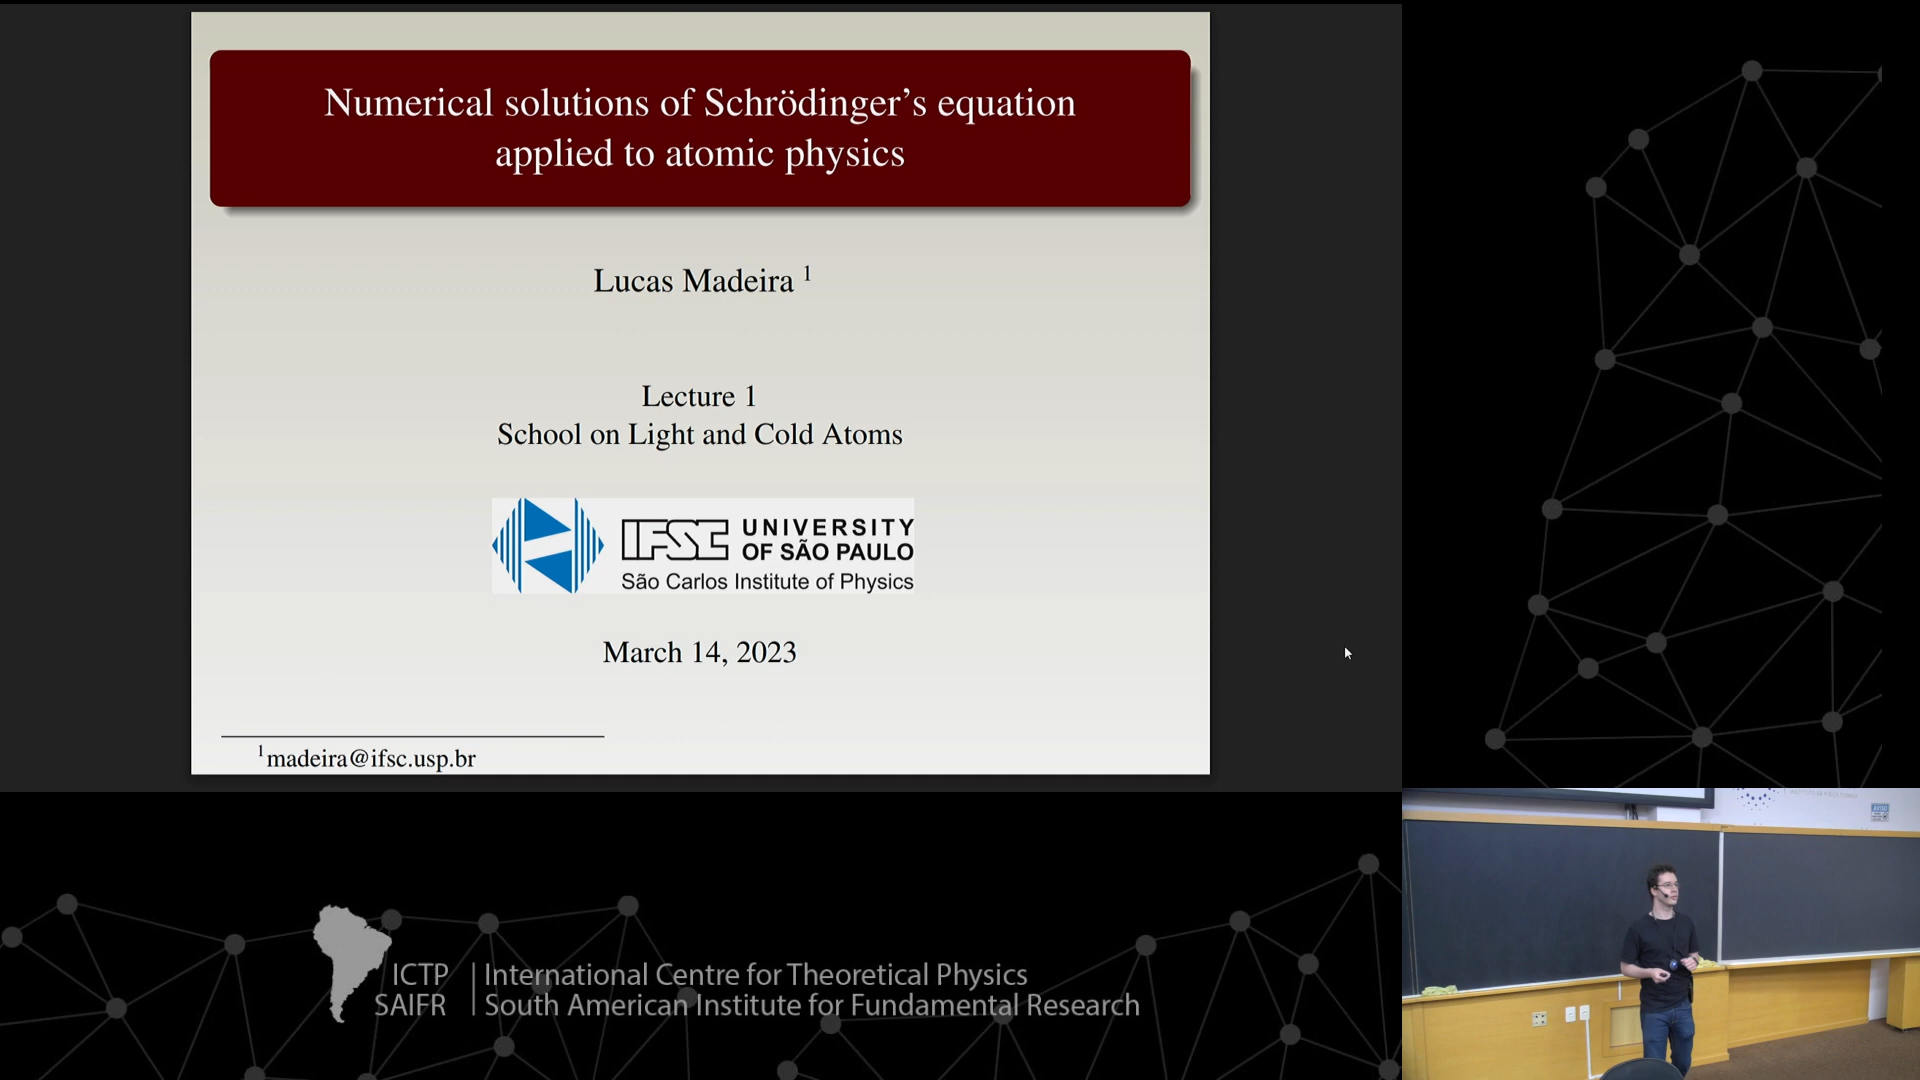 Numerical solutions of Schrödinger's equation
applied to atomic physics
Lucas Madeira 1
Lecture 1
School on Light and Cold Atoms
IFSC
UNIVERSITY
OF SÃO PAULO
São Carlos Institute of Physics
March 14, 2023
1 madeira@ifsc.usp.br
ICTP
SAIFR
International Centre for Theoretical Physics
South American Institute for Fundamental Research